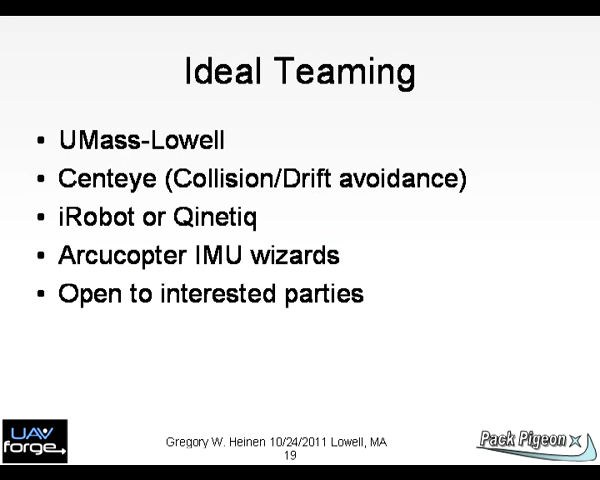 Ideal Teaming
• UMass-Lowell
• Centeye (Collision/Drift avoidance)
• iRobot or Qinetiq
• Arcucopter IMU wizards
• Open to interested parties
UAV
forge
Gregory W. Heinen 10/24/2011 Lowell, MA
19
Pack Pigeon